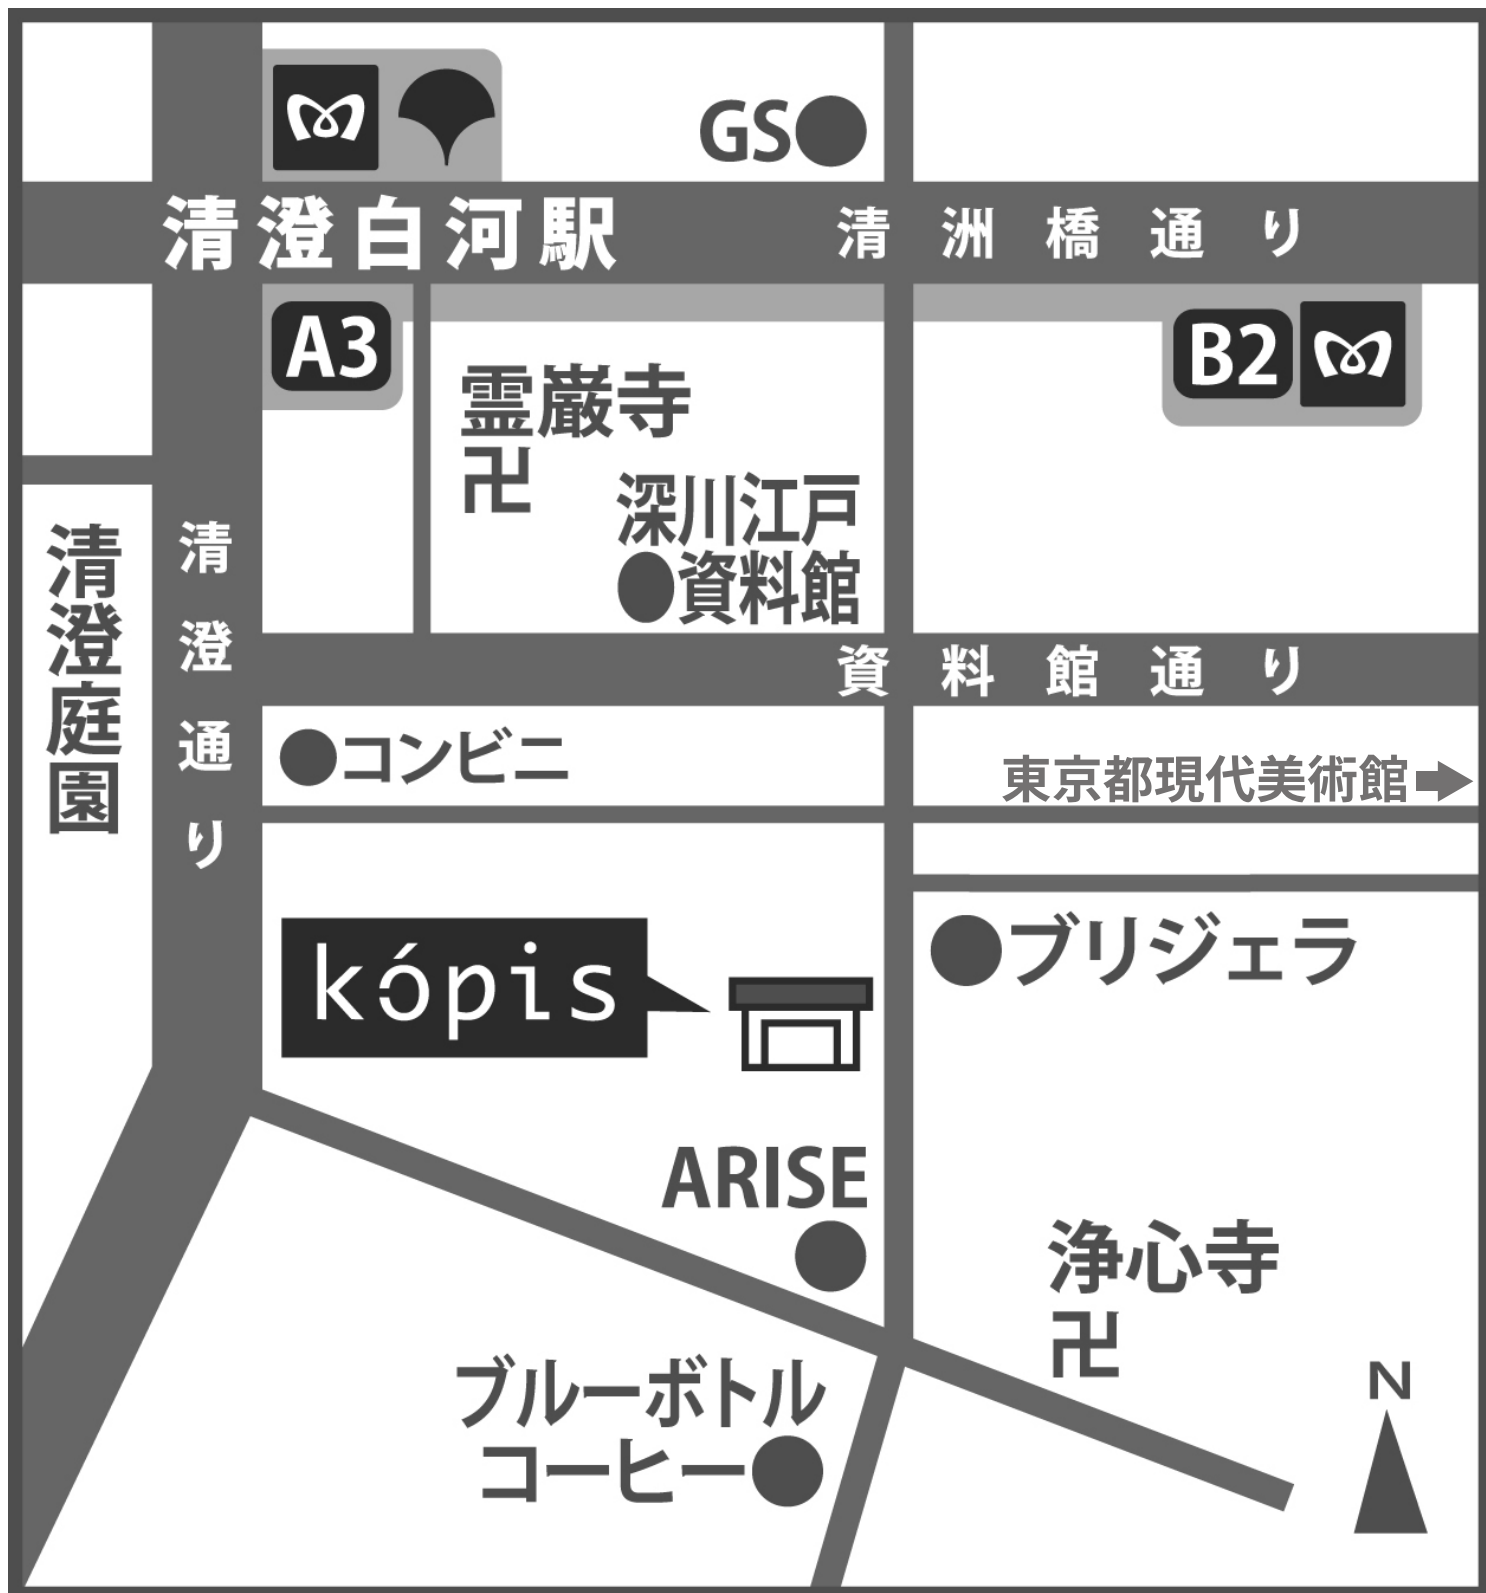 GS
清澄白河駅
清洲橋通り
A3
B2
霊巌寺
卍
深川江戸
資料館
清澄庭園
清澄通り
資料館通り
コンビニ
東京都現代美術館
kópis
ブリジェラ
ARISE
浄心寺
卍
ブルーボトル
コーヒー
N